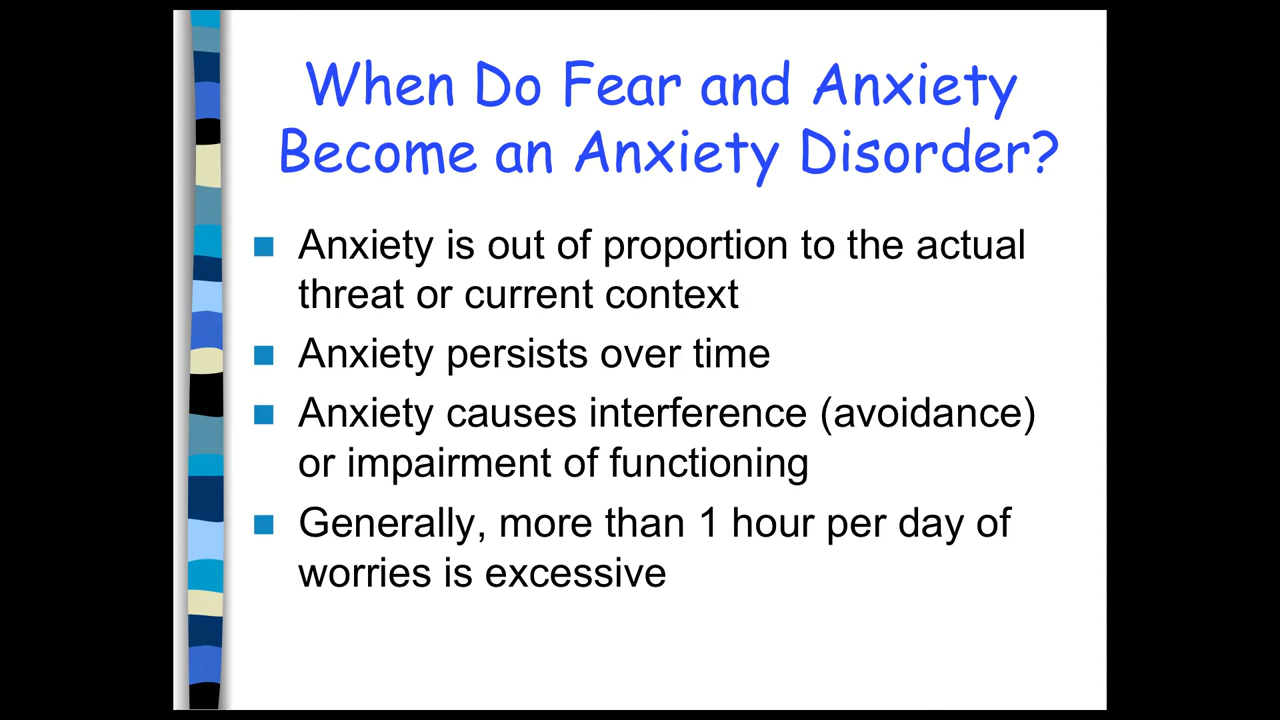 When Do Fear and Anxiety
Become an Anxiety Disorder?
Anxiety is out of proportion to the actual
threat or current context
Anxiety persists over time
Anxiety causes interference (avoidance)
or impairment of functioning
Generally, more than 1 hour per day of
worries is excessive